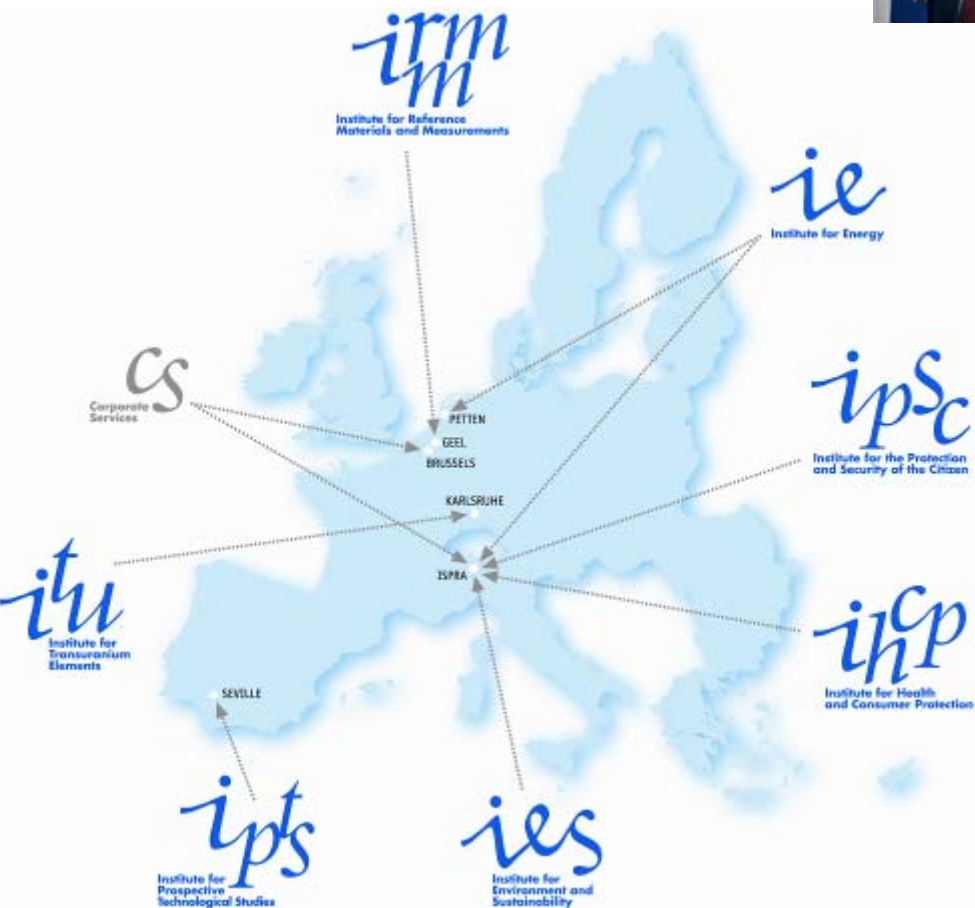 irmm
Institute for Reference
Materials and Measurements
ie
Institute for Energy
cs
Corporate
Services
ipsc
Institute for the Protection
and Security of the Citizen
PETTEN
GEEL
BRUSSELS
KARLSRUHE
ISPRA
itu
Institute for
Transuranium
Elements
ihcp
Institute for Health
and Consumer Protection
SEVILLE
ipts
Institute for
Prospective
Technological Studies
ies
Institute for
Environment and
Sustainability